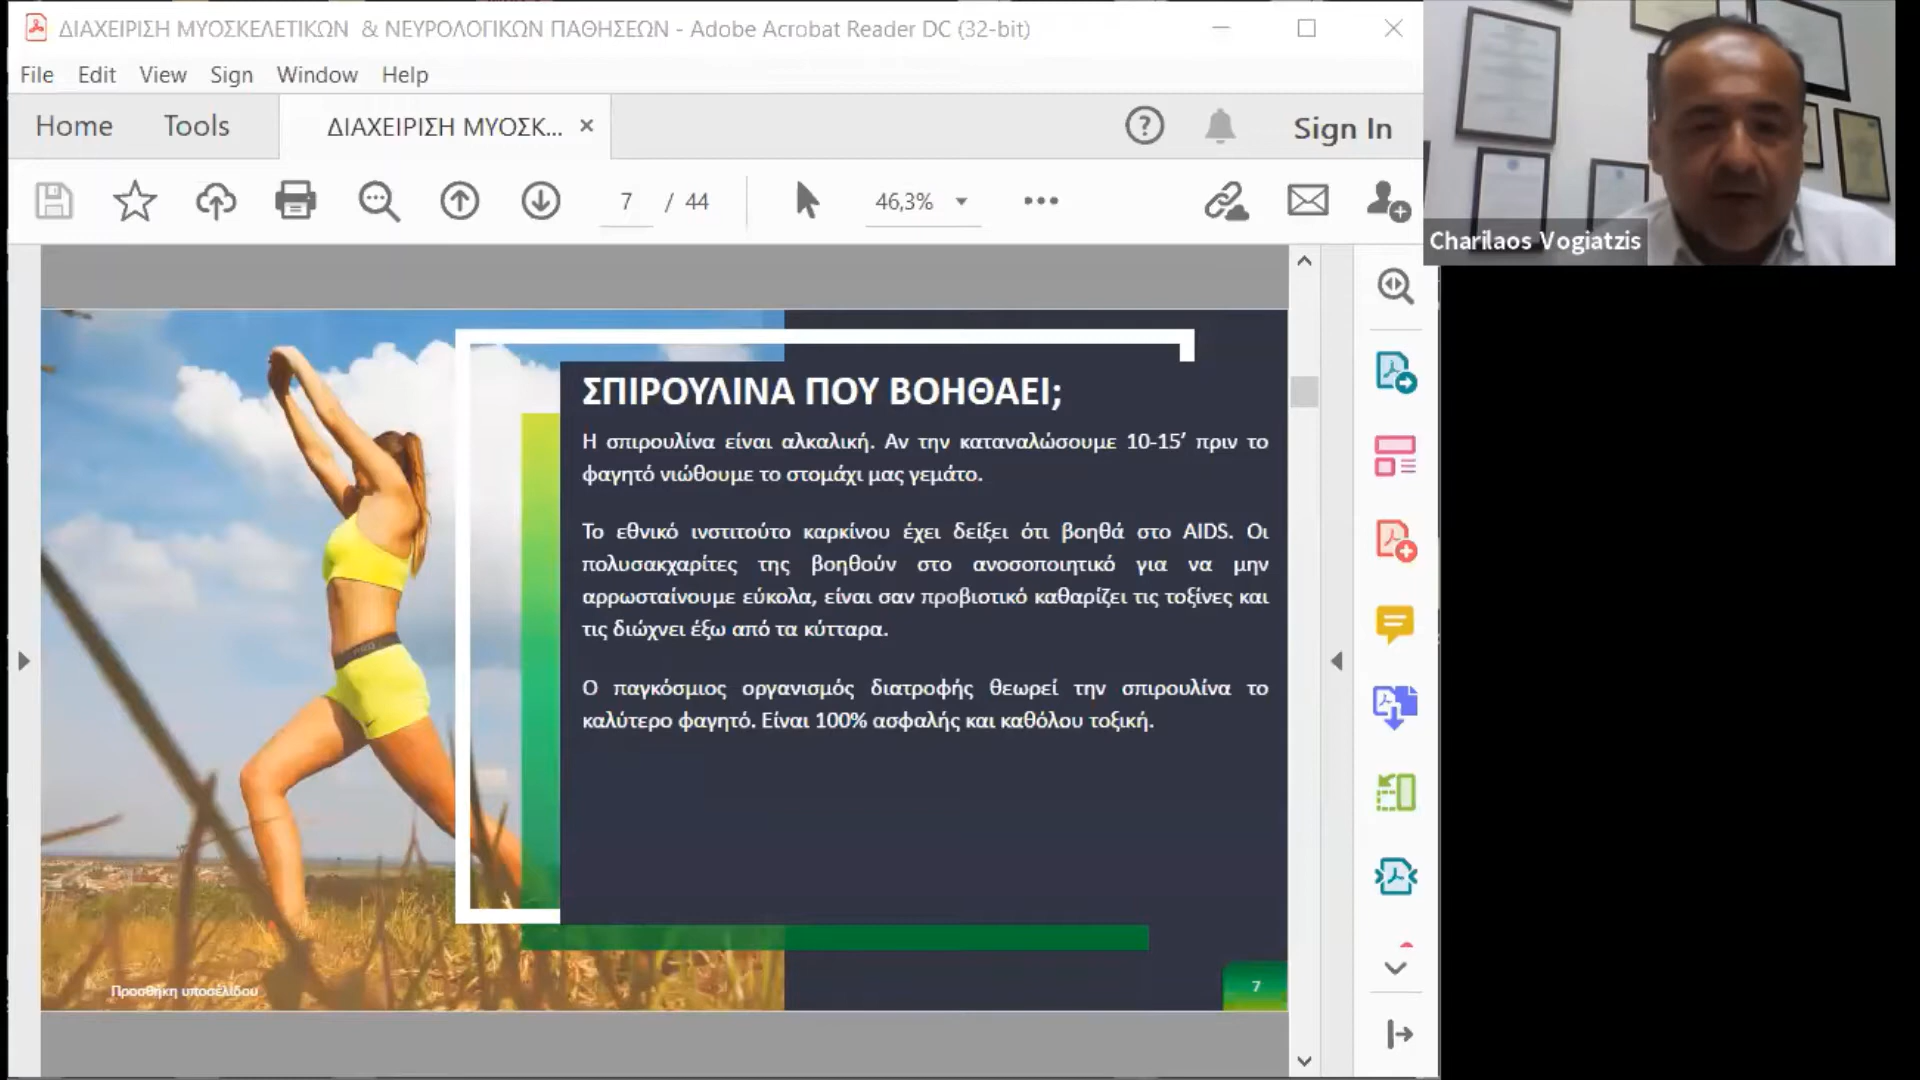 ΔΙΑΧΕΙΡΙΣΗ ΜΥΟΣΚΕΛΕΤΙΚΩΝ & ΝΕΥΡΟΛΟΓΙΚΩΝ ΠΑΘΗΣΕΩΝ - Adobe Acrobat Reader DC (32-bit)
File Edit View Sign Window Help
Home Tools ΔΙΑΧΕΙΡΙΣΗ ΜΥΟΣΚ... Sign In
7 / 44 46,3%
Charilaos Vogiatzis
ΣΠΙΡΟΥΛΙΝΑ ΠΟΥ ΒΟΗΘΑΕΙ;
Η σπιρουλίνα είναι αλκαλική. Αν την καταναλώσουμε 10-15’ πριν το
φαγητό νιώθουμε το στομάχι μας γεμάτο.
Το εθνικό ινστιτούτο καρκίνου έχει δείξει ότι βοηθά στο AIDS. Οι
πολυσακχαρίτες της βοηθούν στο ανοσοποιητικό για να μην
αρρωσταίνουμε εύκολα, είναι σαν προβιοτικό καθαρίζει τις τοξίνες και
τις διώχνει έξω από τα κύτταρα.
Ο παγκόσμιος οργανισμός διατροφής θεωρεί την σπιρουλίνα το
καλύτερο φαγητό. Είναι 100% ασφαλής και καθόλου τοξική.
Προσθήκη υποσέλιδου
7